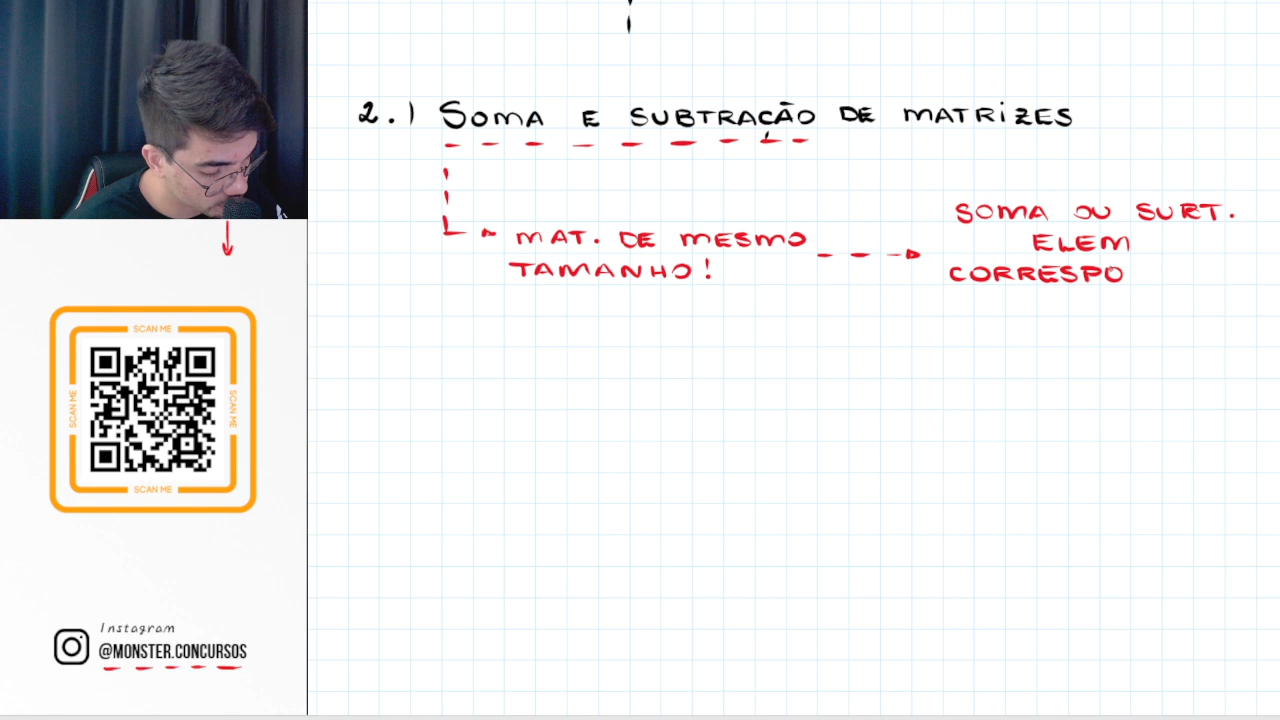 2.) SOMA E SUBTRAÇÃO DE MATRIZES
MAT. DE MESMO
TAMANHO!
SOMA OU SURT.
ELEM
CORRESPO
SCAN ME
SCAN ME
SCAN ME
SCAN ME
Instagram
@MONSTER.CONCURSOS